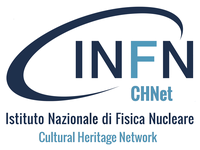 INFN
CHNet
Istituto Nazionale di Fisica Nucleare
Cultural Heritage Network